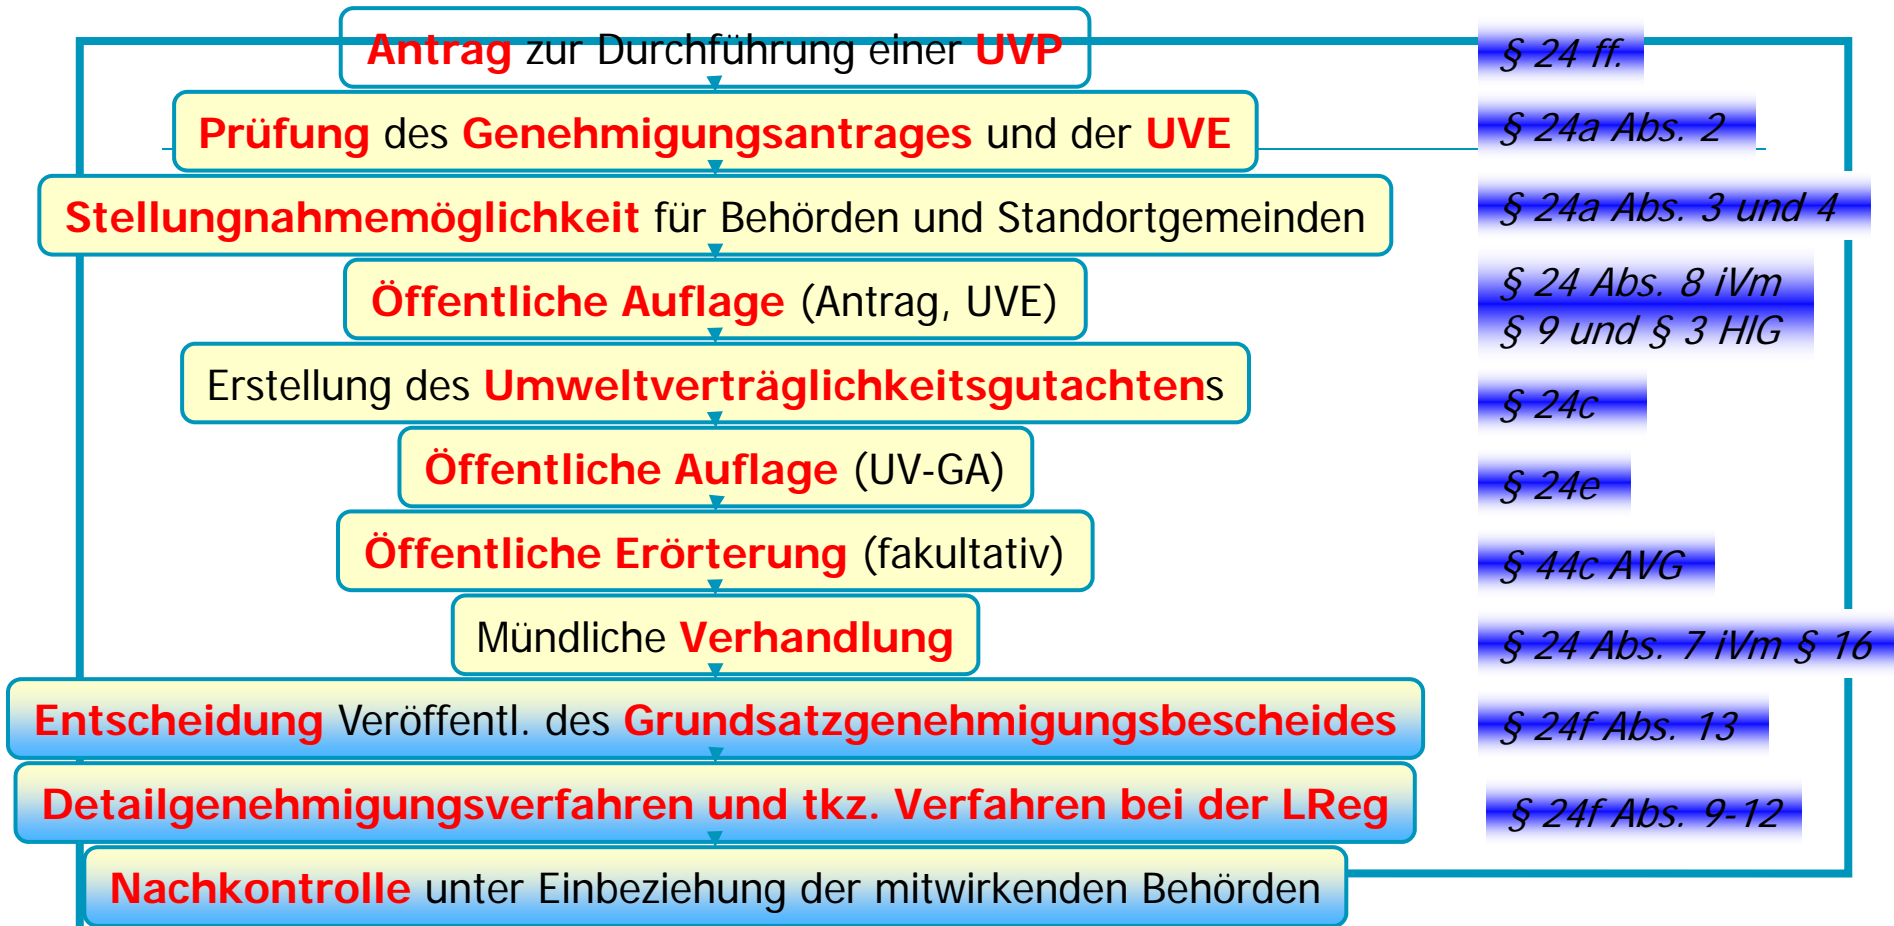 Antrag zur Durchführung einer UVP
§ 24 ff.
Prüfung des Genehmigungsantrages und der UVE
§ 24a Abs. 2
Stellungnahmemöglichkeit für Behörden und Standortgemeinden
§ 24a Abs. 3 und 4
Öffentliche Auflage (Antrag, UVE)
§ 24 Abs. 8 iVm
§ 9 und § 3 HlG
Erstellung des Umweltverträglichkeitsgutachtens
§ 24c
Öffentliche Auflage (UV-GA)
§ 24e
Öffentliche Erörterung (fakultativ)
§ 44c AVG
Mündliche Verhandlung
§ 24 Abs. 7 iVm § 16
Entscheidung Veröffentl. des Grundsatzgenehmigungsbescheides
§ 24f Abs. 13
Detailgenehmigungsverfahren und tkz. Verfahren bei der LReg
§ 24f Abs. 9-12
Nachkontrolle unter Einbeziehung der mitwirkenden Behörden